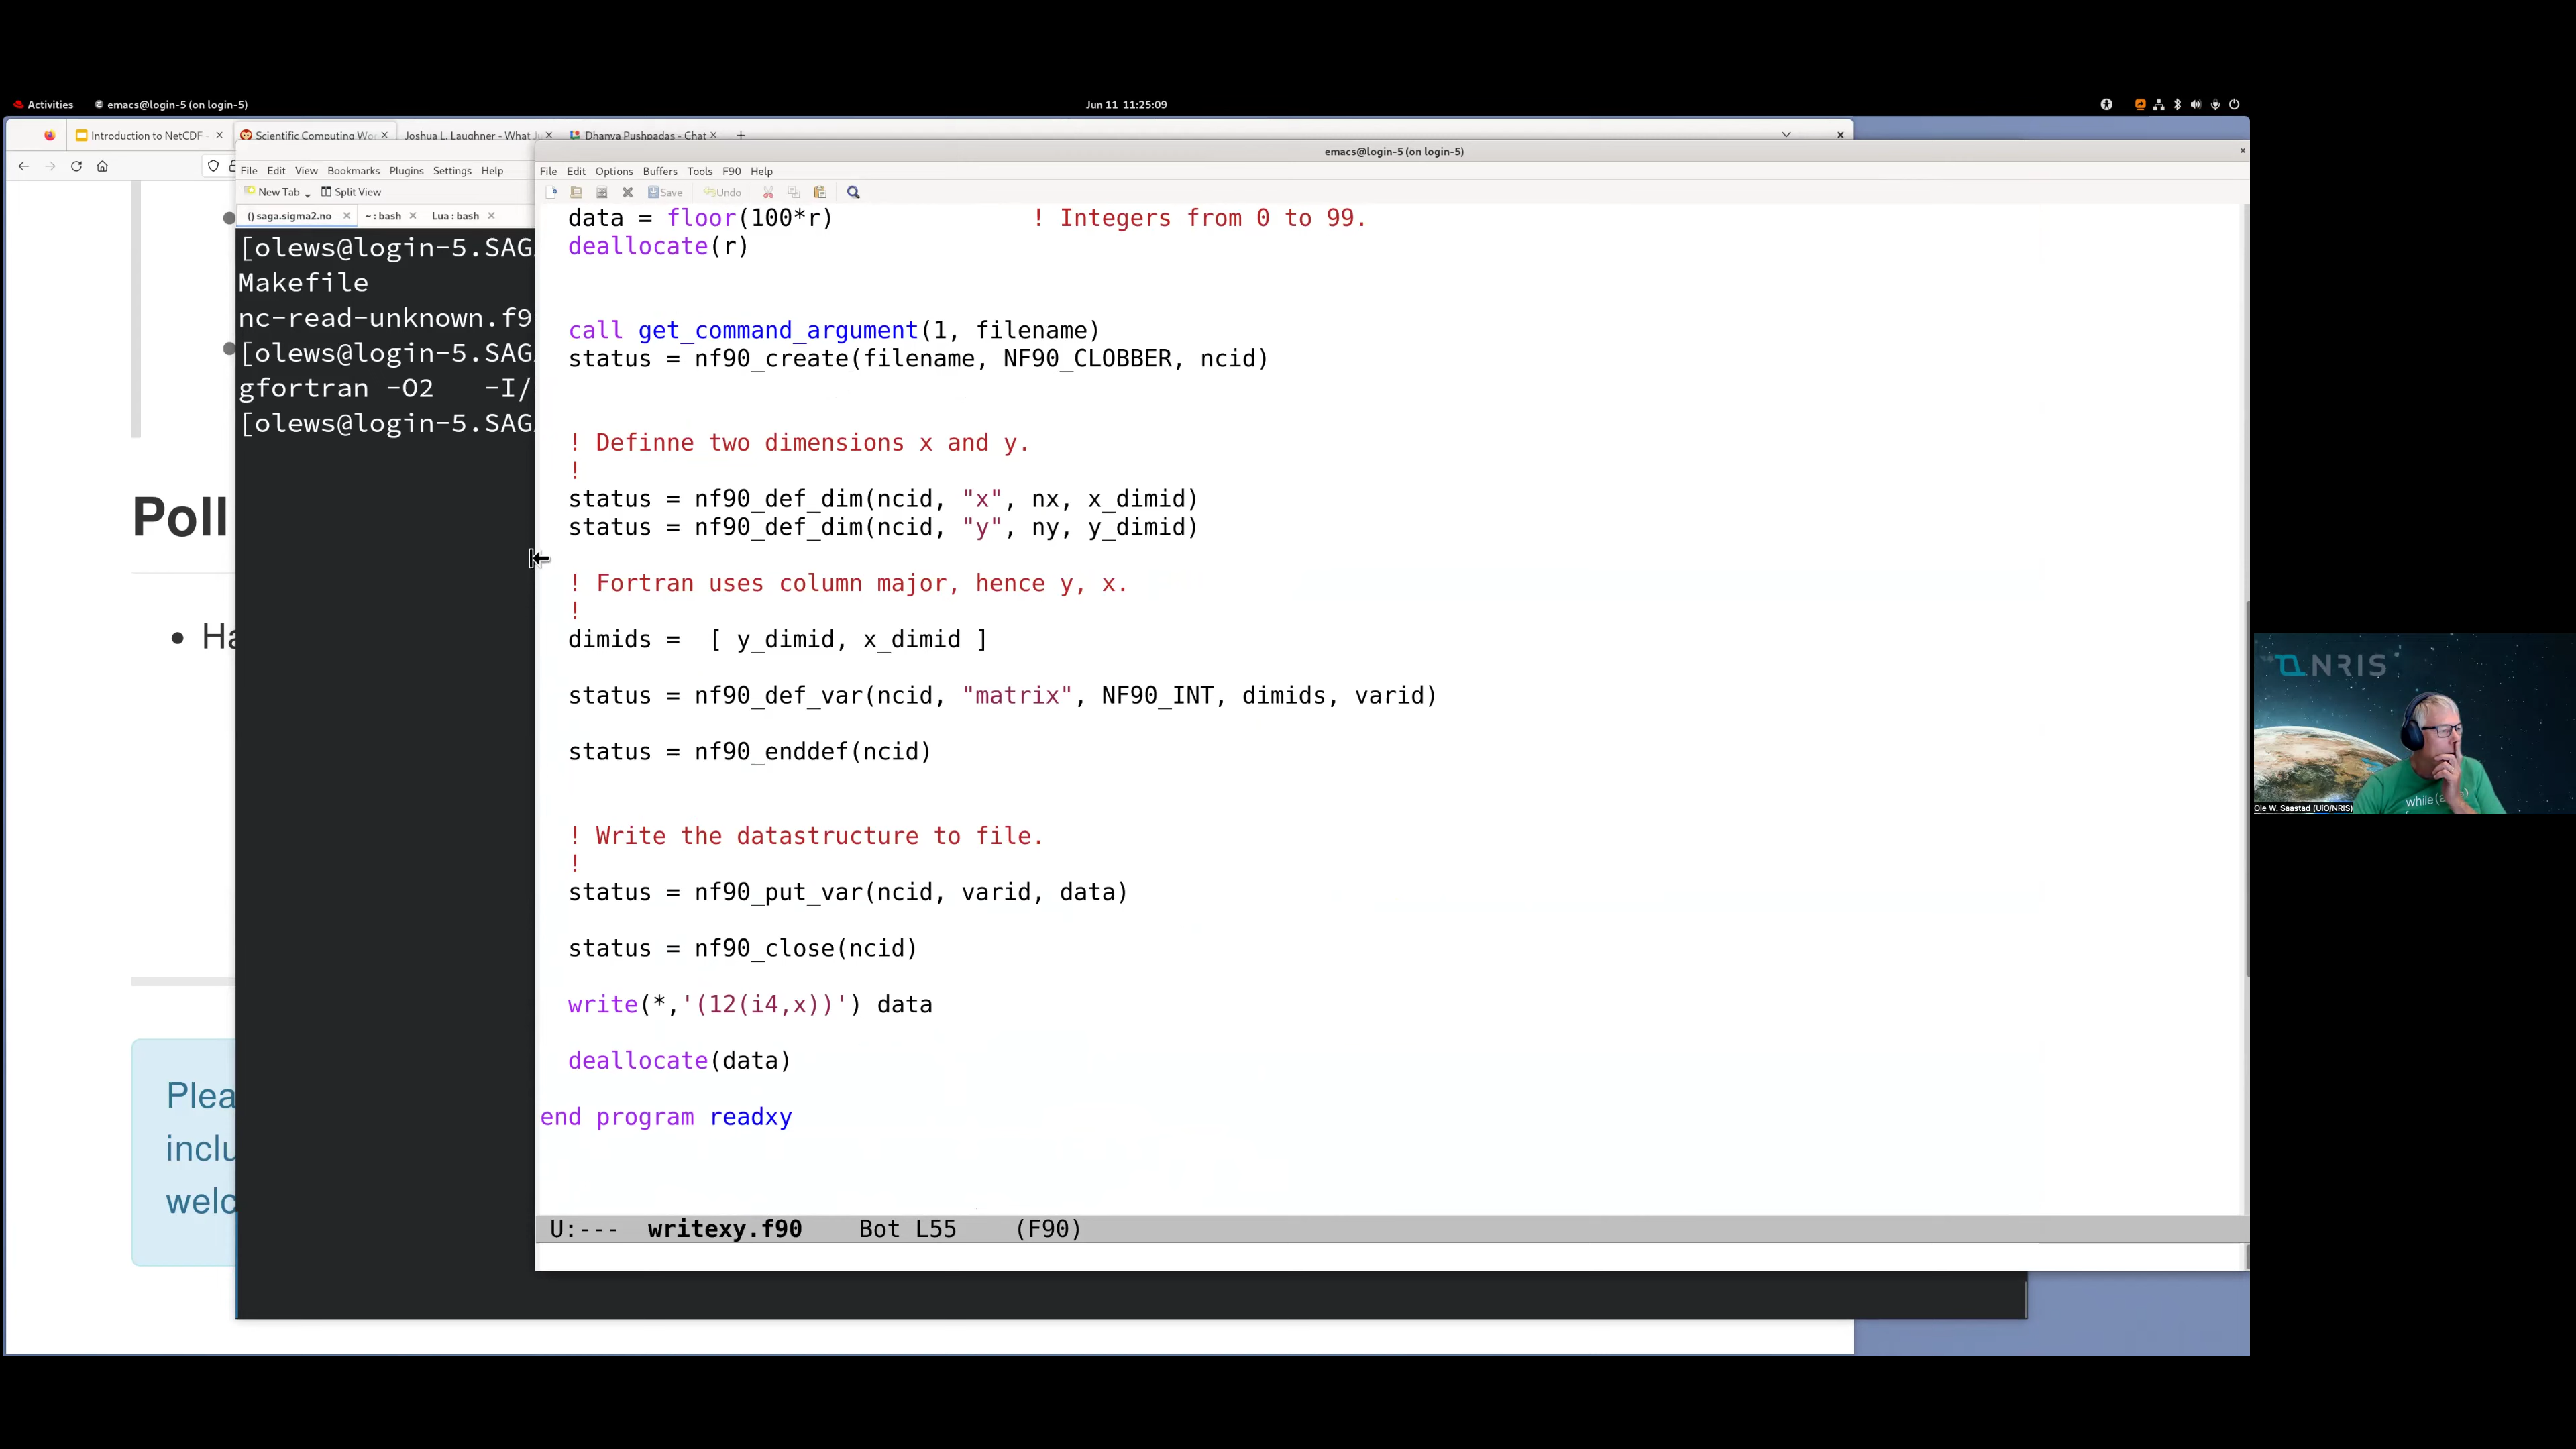 Activities
emacs@login-5 (on login-5)
Jun 11 11:25:09
Introduction to NetCDF
Scientific Computing Wo
Joshua L. Laughner - What
Dhanya Pushpadas - Chat
File Edit View Bookmarks Plugins Settings Help
New Tab
Split View
() saga.sigma2.no
~ : bash
Lua : bash
[olews@login-5.SAG
Makefile
nc-read-unknown.f9
[olews@login-5.SAG
gfortran -O2 -I/
[olews@login-5.SAG
Poll
Ha
Plea
inclu
welc
emacs@login-5 (on login-5)
File Edit Options Buffers Tools F90 Help
Save
Undo
data = floor(100*r) ! Integers from 0 to 99.
deallocate(r)
call get_command_argument(1, filename)
status = nf90_create(filename, NF90_CLOBBER, ncid)
! Definne two dimensions x and y.
!
status = nf90_def_dim(ncid, "x", nx, x_dimid)
status = nf90_def_dim(ncid, "y", ny, y_dimid)
! Fortran uses column major, hence y, x.
!
dimids = [ y_dimid, x_dimid ]
status = nf90_def_var(ncid, "matrix", NF90_INT, dimids, varid)
status = nf90_enddef(ncid)
! Write the datastructure to file.
!
status = nf90_put_var(ncid, varid, data)
status = nf90_close(ncid)
write(*,'(12(i4,x))') data
deallocate(data)
end program readxy
U:--- writexy.f90 Bot L55 (F90)
NRIS
while (a
Ole W. Saastad (UiO/NRIS)